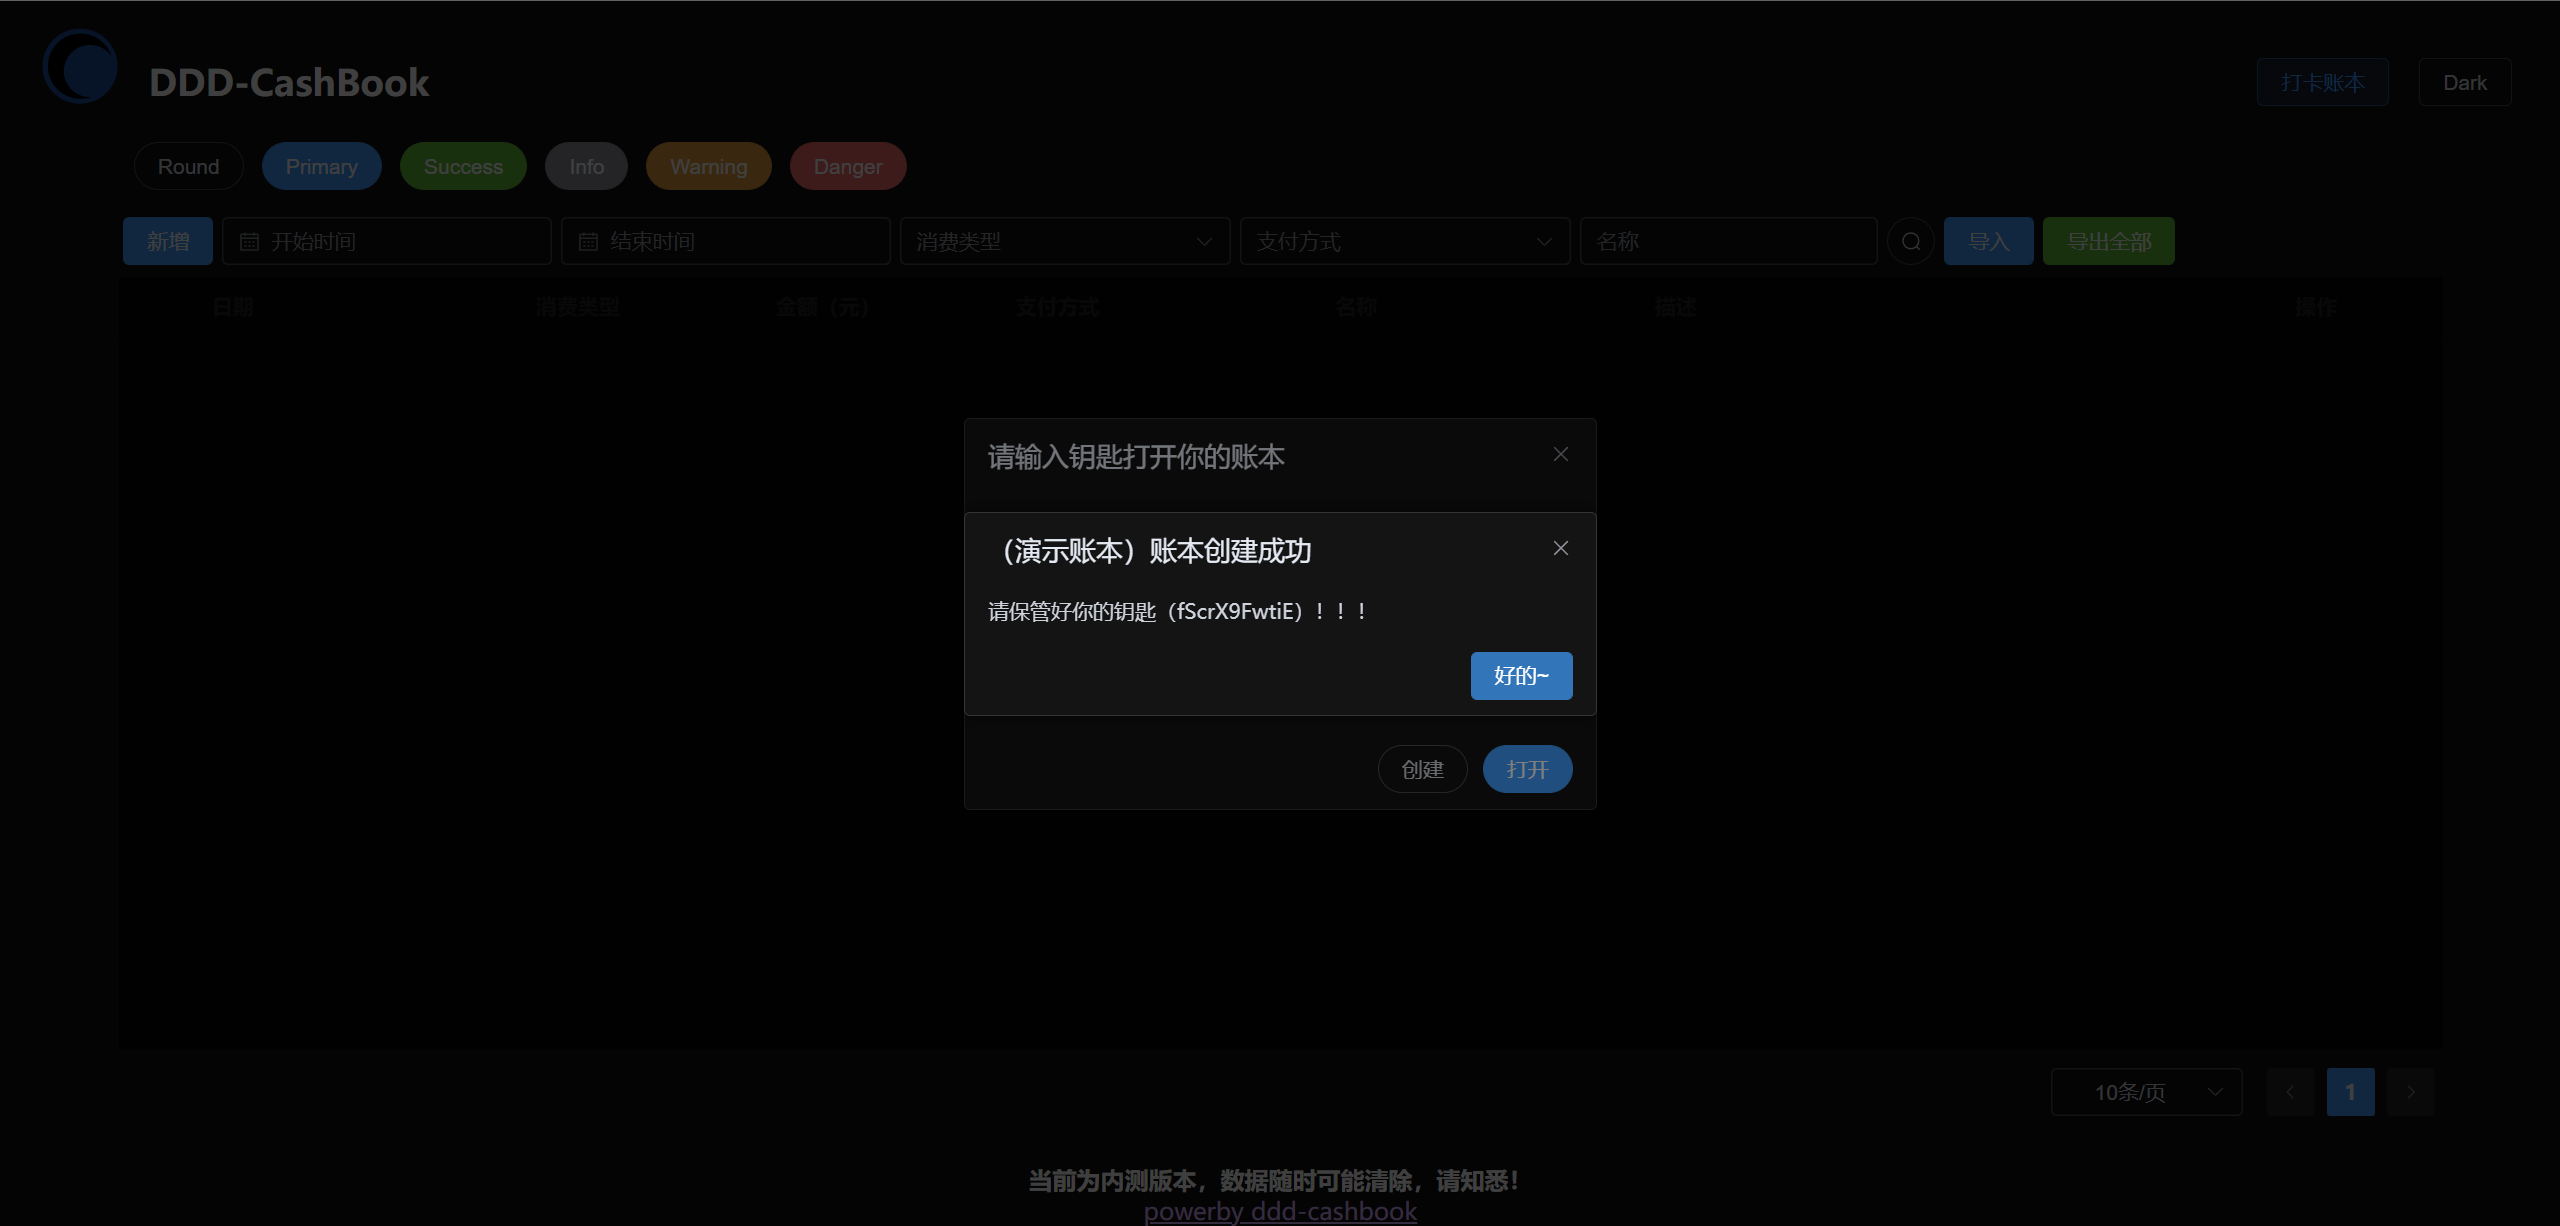 DDD-CashBook
打卡账本
Dark
Round
Primary
Success
Info
Warning
Danger
新增
开始时间
结束时间
消费类型
支付方式
名称
导入
导出全部
日期 消费类型 金额（元） 支付方式 名称 描述 操作
请输入钥匙打开你的账本
（演示账本）账本创建成功
请保管好你的钥匙（fScrX9FwtiE）！！！
好的~
创建
打开
10条/页
1
当前为内测版本，数据随时可能清除，请知悉！
powerby ddd-cashbook